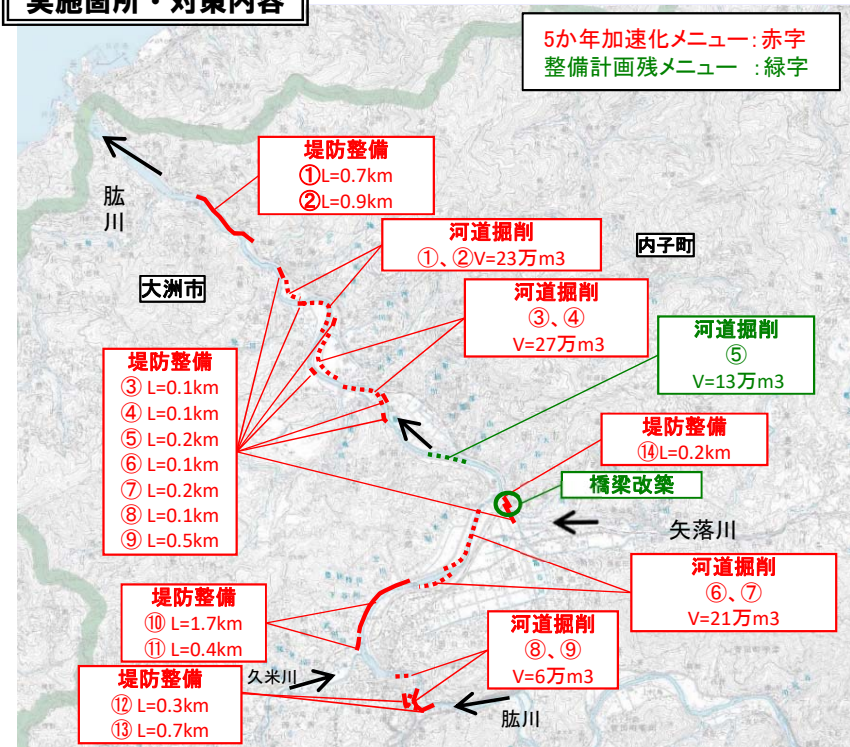 実施箇所・対策内容
5か年加速化メニュー：赤字
整備計画残メニュー ：緑字
堤防整備
①L=0.7km
②L=0.9km
肱川
河道掘削
①、②V=23万m3
内子町
大洲市
河道掘削
③、④
V=27万m3
河道掘削
⑤
V=13万m3
堤防整備
③ L=0.1km
④ L=0.1km
⑤ L=0.2km
⑥ L=0.1km
⑦ L=0.2km
⑧ L=0.1km
⑨ L=0.5km
堤防整備
⑭L=0.2km
橋梁改築
矢落川
河道掘削
⑥、⑦
V=21万m3
堤防整備
⑩ L=1.7km
⑪ L=0.4km
河道掘削
⑧、⑨
V=6万m3
久米川
堤防整備
⑫ L=0.3km
⑬ L=0.7km
肱川